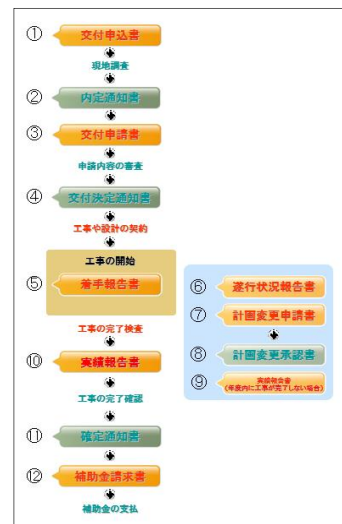 ① 交付申込書
現地調査
② 内定通知書
③ 交付申請書
申請内容の審査
④ 交付決定通知書
工事や設計の契約
工事の開始
⑤ 着手報告書
工事の完了検査
⑩ 実績報告書
工事の完了確認
⑪ 確定通知書
⑫ 補助金請求書
補助金の支払
⑥ 遂行状況報告書
⑦ 計画変更申請書
⑧ 計画変更承認書
⑨ 実績報告書
(年度内に工事が完了しない場合)